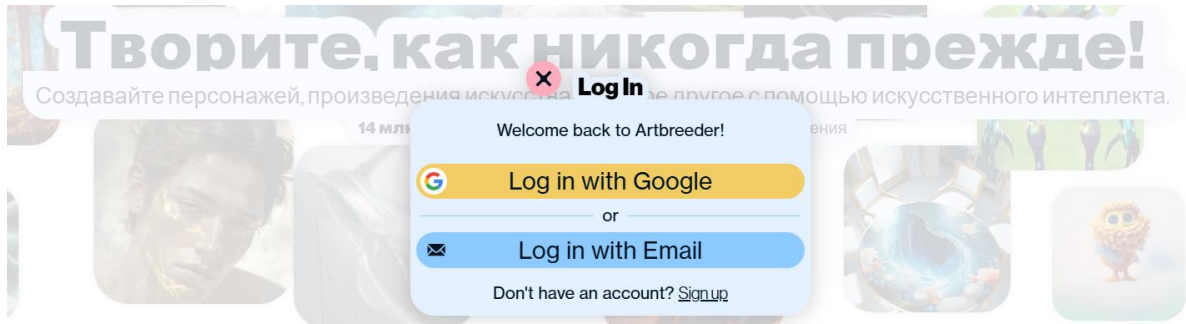 Творите, как никогда прежде!
Log In
Создавайте персонажей, произведения искусства другое с помощью искусственного интеллекта.
Welcome back to Artbreeder!
14
Log in with Google
or
Log in with Email
Don't have an account? Sign up